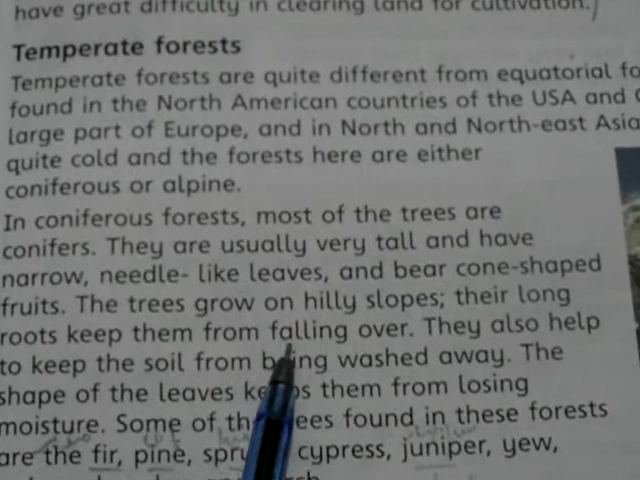 have great difficulty in clearing land for cultivation.
Temperate forests
Temperate forests are quite different from equatorial
found in the North American countries of the USA and
large part of Europe, and in North and North-east Asia
quite cold and the forests here are either
coniferous or alpine.
In coniferous forests, most of the trees are
conifers. They are usually very tall and have
narrow, needle- like leaves, and bear cone-shaped
fruits. The trees grow on hilly slopes; their long
roots keep them from falling over. They also help
to keep the soil from being washed away. The
shape of the leaves keeps them from losing
moisture. Some of the trees found in these forests
are the fir, pine, cypress, juniper, yew,